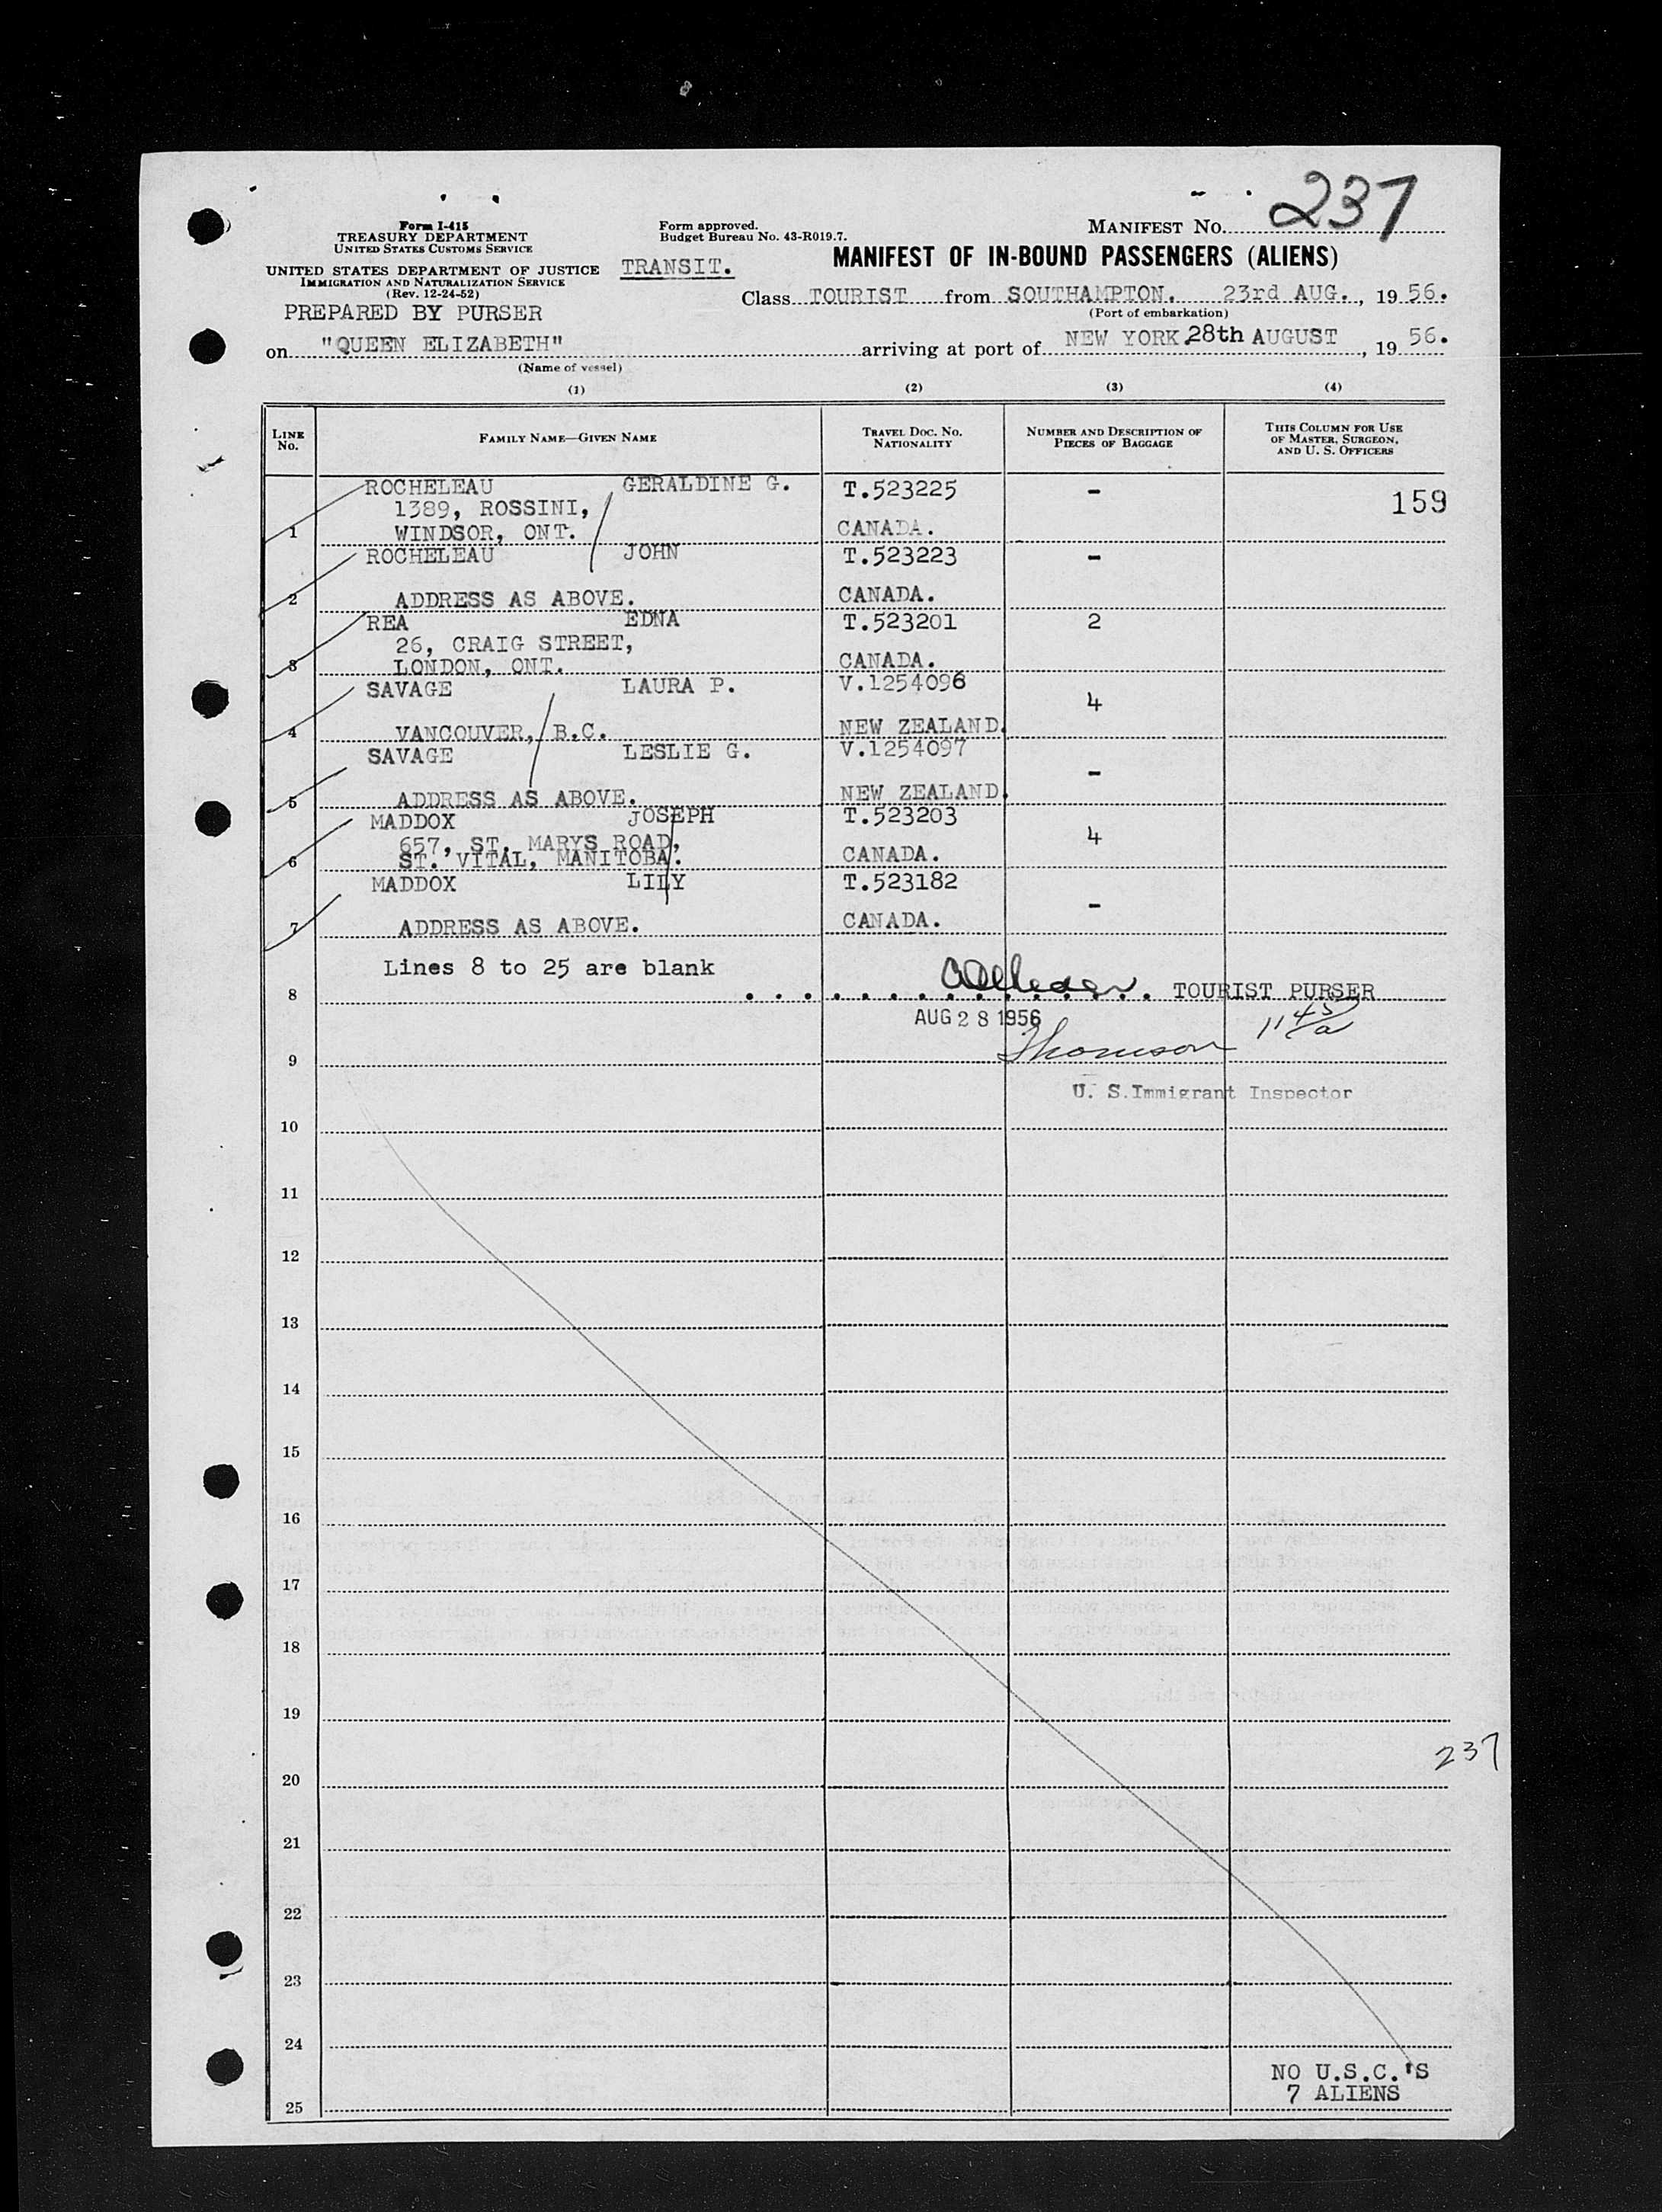 237
Form I-415
TREASURY DEPARTMENT
UNITED STATES CUSTOMS SERVICE
UNITED STATES DEPARTMENT OF JUSTICE
IMMIGRATION AND NATURALIZATION SERVICE
(Rev. 12-24-52)
PREPARED BY PURSER
Form approved.
Budget Bureau No. 43-R019.7.
TRANSIT.
MANIFEST NO.
MANIFEST OF IN-BOUND PASSENGERS (ALIENS)
Class TOURIST from SOUTHAMPTON. 23rd AUG., 19 56.
(Port of embarkation)
on "QUEEN ELIZABETH" arriving at port of NEW YORK. 28th AUGUST, 19 56.
(Name of vessel)
(1) (2) (3) (4)
LINE NO.
FAMILY NAME—GIVEN NAME
TRAVEL DOC. NO. NATIONALITY
NUMBER AND DESCRIPTION OF PIECES OF BAGGAGE
THIS COLUMN FOR USE OF MASTER, SURGEON, AND U. S. OFFICERS
ROCHELEAU GERALDINE G. T.523225 - 159
1389, ROSSINI,
1 WINDSOR, ONT. CANADA.
ROCHELEAU JOHN T.523223 -
2 ADDRESS AS ABOVE. CANADA.
REA EDNA T.523201 2
26, CRAIG STREET,
3 LONDON, ONT. CANADA.
SAVAGE LAURA P. V.1254096 4
4 VANCOUVER, B.C. NEW ZEALAND.
SAVAGE LESLIE G. V.1254097 -
5 ADDRESS AS ABOVE. NEW ZEALAND.
MADDOX JOSEPH T.523203 4
657, ST. MARYS ROAD,
6 ST. VITAL, MANITOBA. CANADA.
MADDOX LILY T.523182 -
7 ADDRESS AS ABOVE. CANADA.
Lines 8 to 25 are blank
8 TOURIST PURSER
AUG 28 1956 11 45/a
9 Thomson
U. S. Immigrant Inspector
10
11
12
13
14
15
16
17
18
19
237
20
21
22
23
24
NO U.S.C.'S
7 ALIENS
25